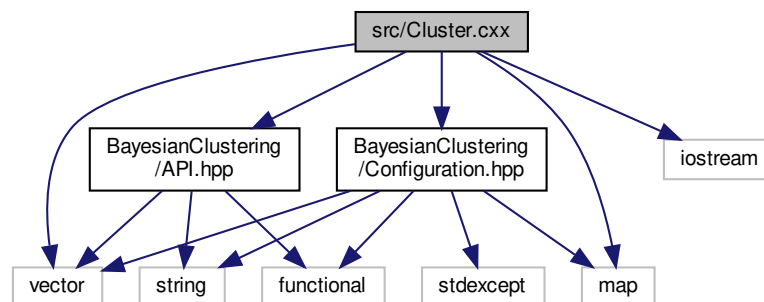 src/Cluster.cxx
BayesianClustering
/API.hpp
BayesianClustering
/Configuration.hpp
iostream
vector
string
functional
stdexcept
map